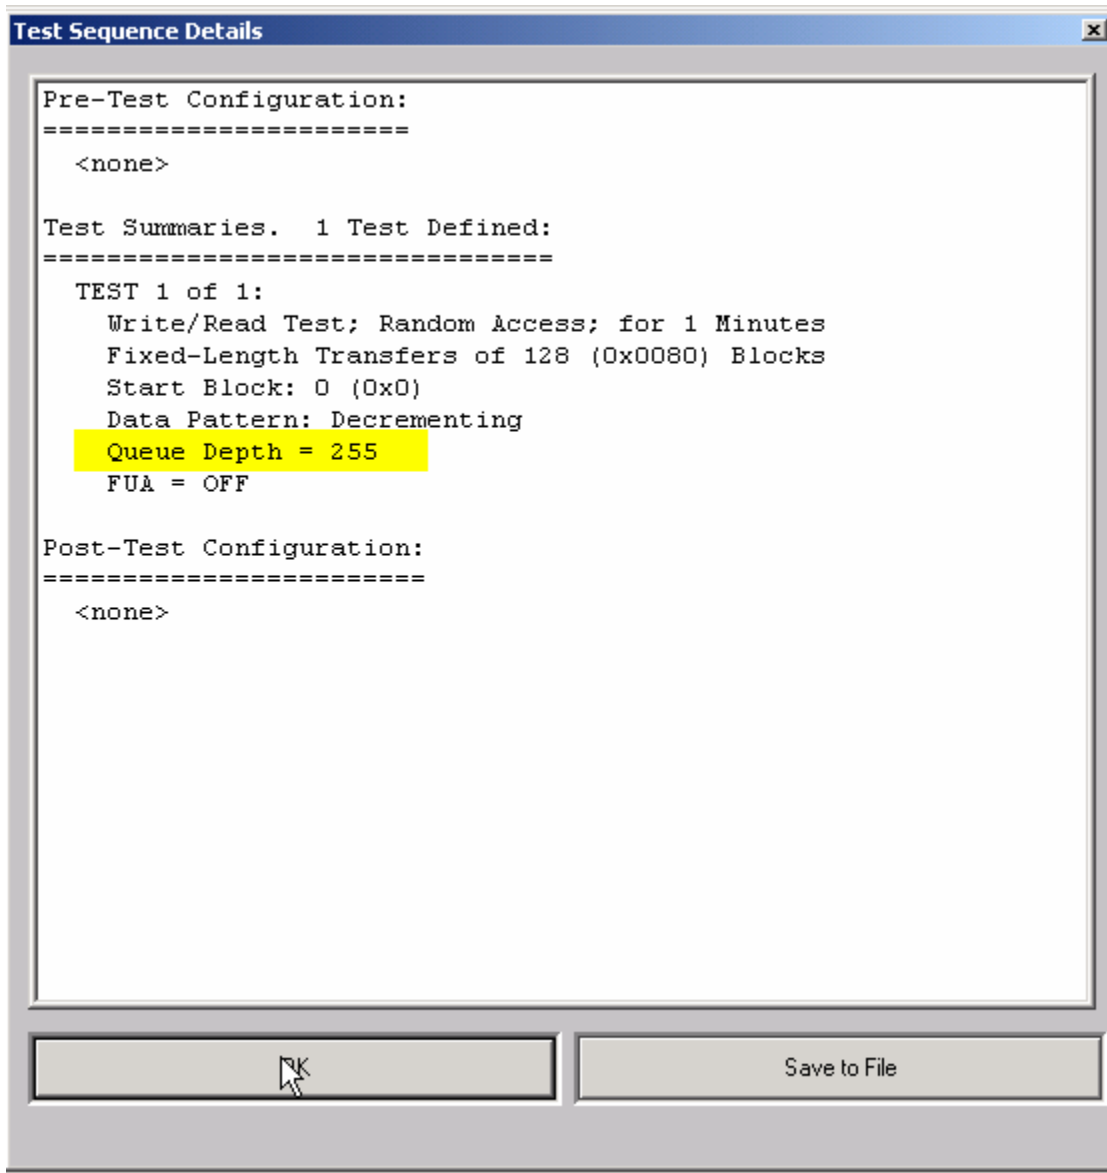 Test Sequence Details
Pre-Test Configuration:
=======================
<none>
Test Summaries.  1 Test Defined:
================================
TEST 1 of 1:
Write/Read Test; Random Access; for 1 Minutes
Fixed-Length Transfers of 128 (0x0080) Blocks
Start Block: 0 (0x0)
Data Pattern: Decrementing
Queue Depth = 255
FUA = OFF
Post-Test Configuration:
========================
<none>
OK
Save to File